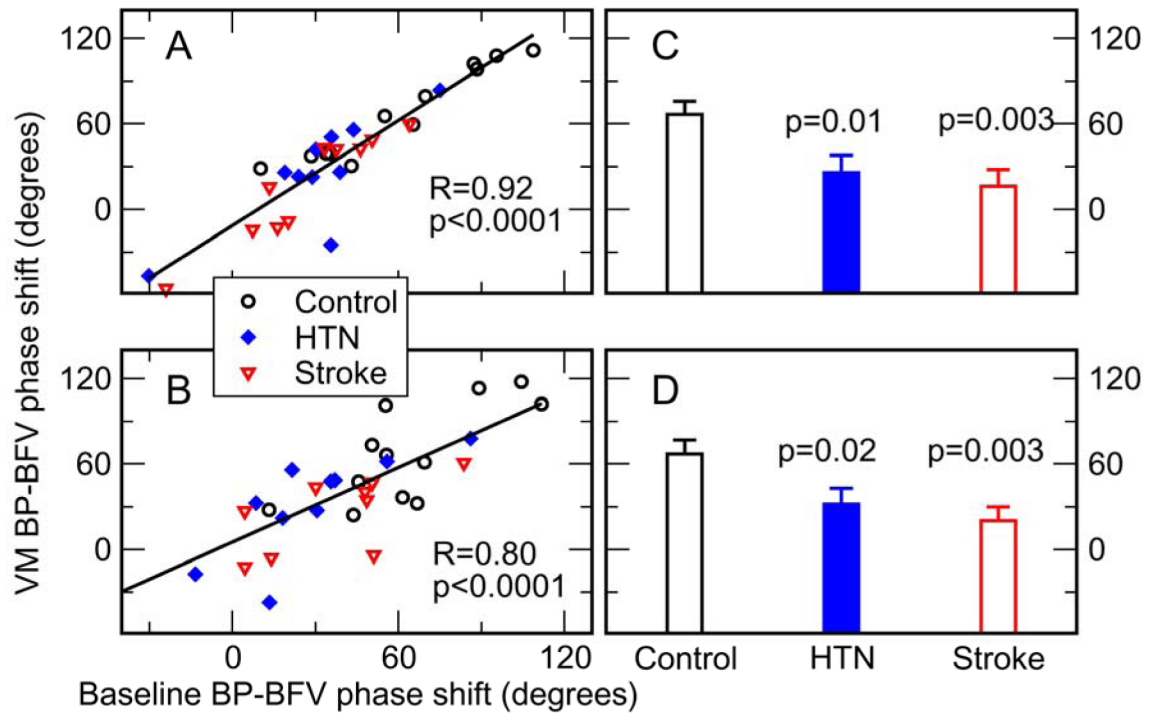 VM BP-BFV phase shift (degrees)
120
60
0
A
R=0.92
p<0.0001
C
p=0.01
p=0.003
120
60
0
Control
HTN
Stroke
120
60
0
B
R=0.80
p<0.0001
D
p=0.02
p=0.003
120
60
0
0 60 120
Control HTN Stroke
Baseline BP-BFV phase shift (degrees)